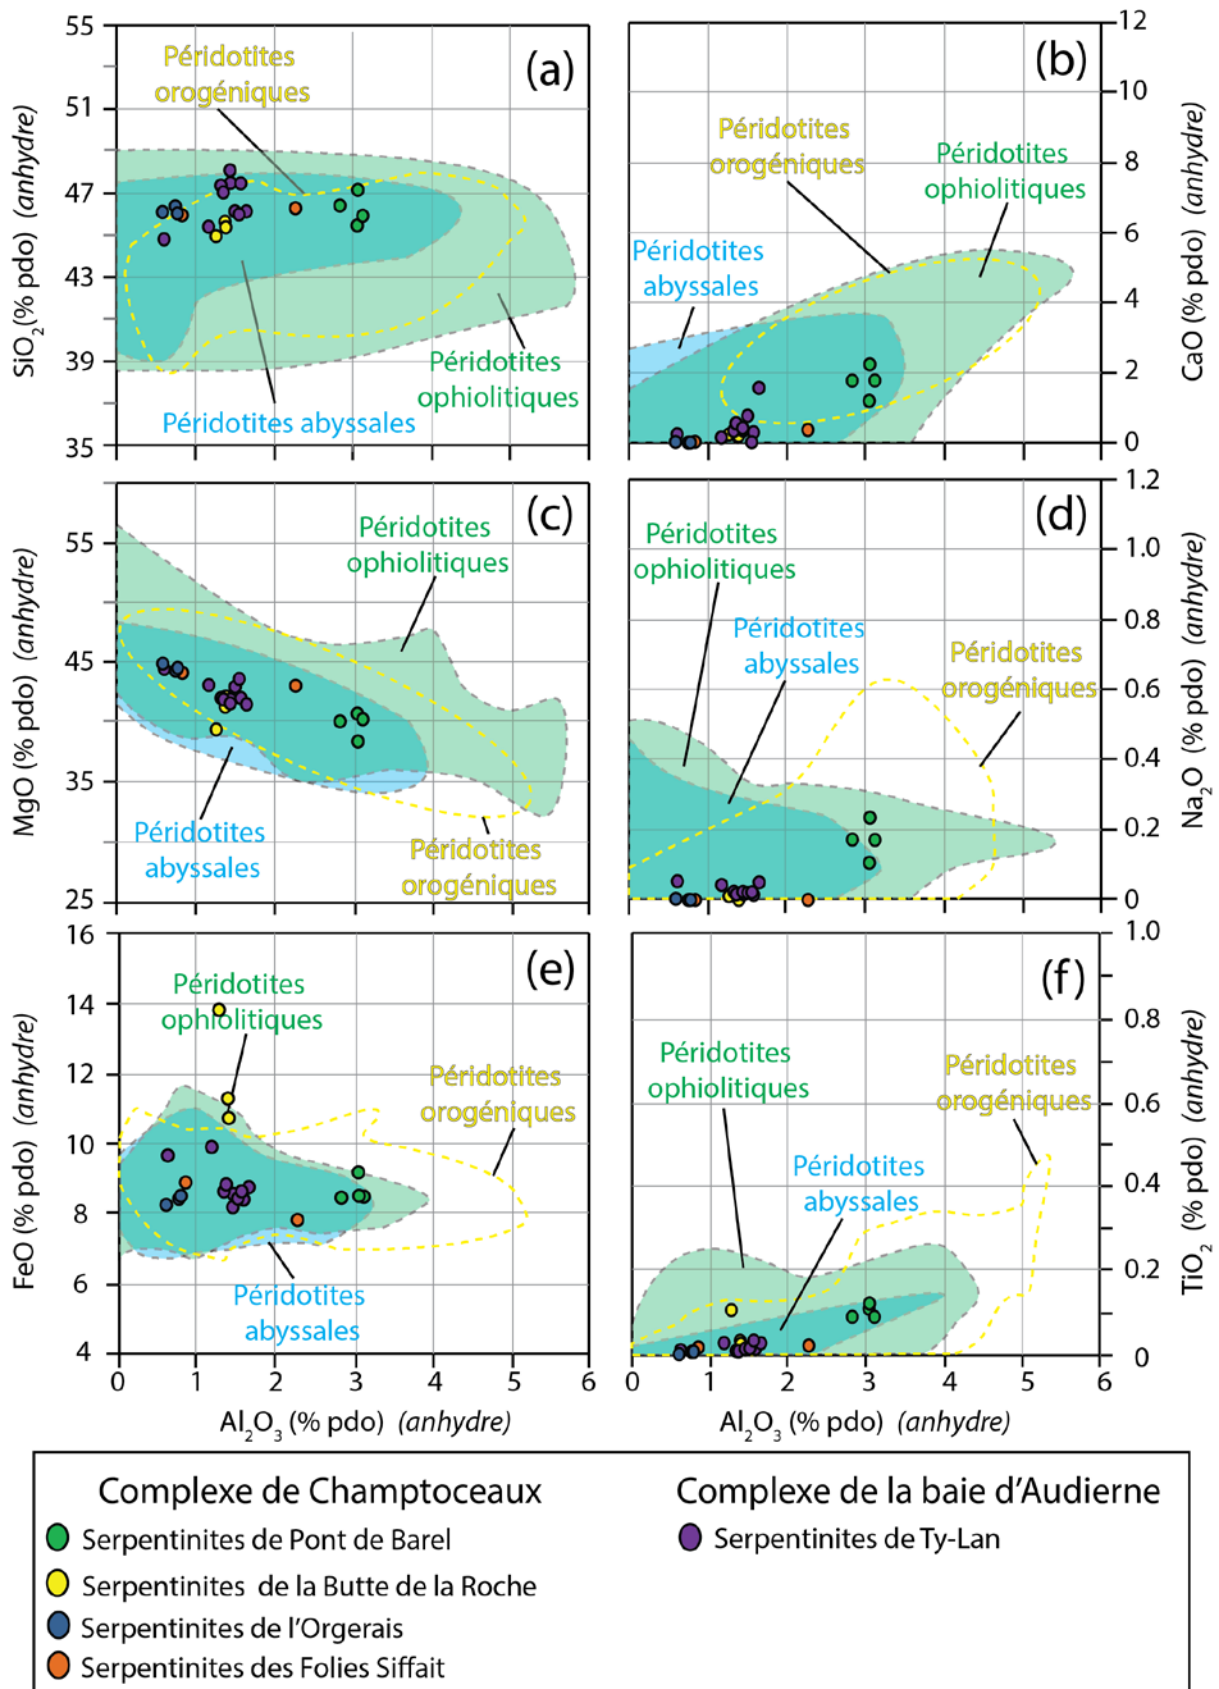 55
51
47
43
39
35
SiO2 (% pdo) (anhydre)
(a)
Péridotites
orogéniques
Péridotites
ophiolitiques
Péridotites abyssales
(b)
Péridotites
orogéniques
Péridotites
ophiolitiques
Péridotites
abyssales
12
10
8
6
4
2
0
CaO (% pdo) (anhydre)
55
45
35
25
MgO (% pdo) (anhydre)
(c)
Péridotites
ophiolitiques
Péridotites
abyssales
Péridotites
orogéniques
(d)
Péridotites
ophiolitiques
Péridotites
abyssales
Péridotites
orogéniques
1.2
1.0
0.8
0.6
0.4
0.2
0
Na2O (% pdo) (anhydre)
16
14
12
10
8
6
4
FeO (% pdo) (anhydre)
(e)
Péridotites
ophiolitiques
Péridotites
orogéniques
Péridotites
abyssales
0 1 2 3 4 5 6
Al2O3 (% pdo) (anhydre)
(f)
Péridotites
ophiolitiques
Péridotites
abyssales
Péridotites
orogéniques
1.0
0.8
0.6
0.4
0.2
0
TiO2 (% pdo) (anhydre)
0 1 2 3 4 5 6
Al2O3 (% pdo) (anhydre)
Complexe de Champtoceaux
Serpentinites de Pont de Barel
Serpentinites de la Butte de la Roche
Serpentinites de l'Orgerais
Serpentinites des Folies Siffait
Complexe de la baie d'Audierne
Serpentinites de Ty-Lan